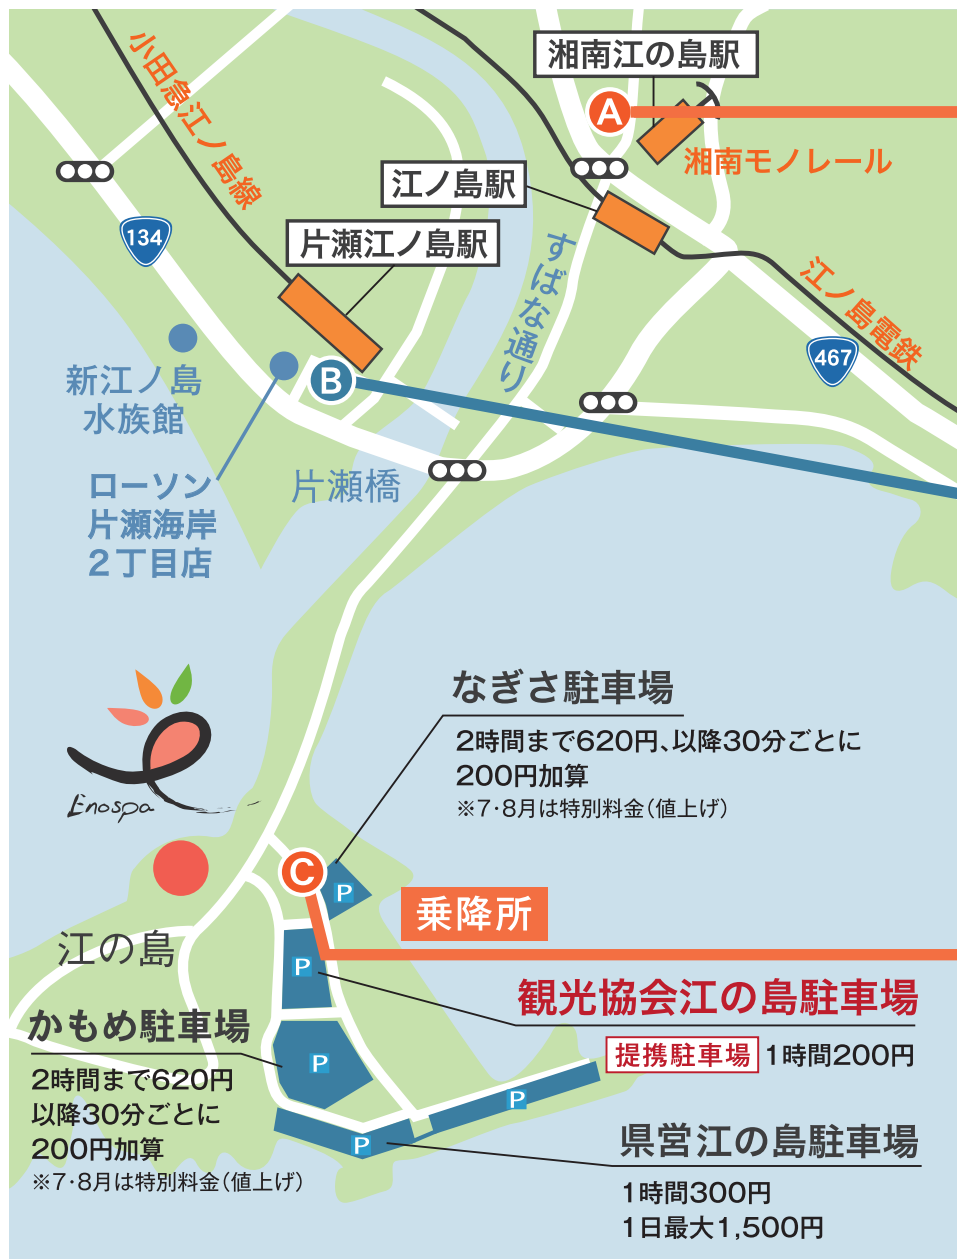 小田急江ノ島線
湘南江の島駅
A
湘南モノレール
江ノ島駅
134
片瀬江ノ島駅
すばな通り
江ノ島電鉄
467
新江ノ島
水族館
B
ローソン
片瀬海岸
２丁目店
片瀬橋
なぎさ駐車場
2時間まで620円、以降30分ごとに
200円加算
※7・8月は特別料金（値上げ）
Enospa
C
P
乗降所
江の島
P
観光協会江の島駐車場
提携駐車場 1時間200円
かもめ駐車場
2時間まで620円
以降30分ごとに
200円加算
※7・8月は特別料金（値上げ）
P
P
P
県営江の島駐車場
1時間300円
1日最大1,500円